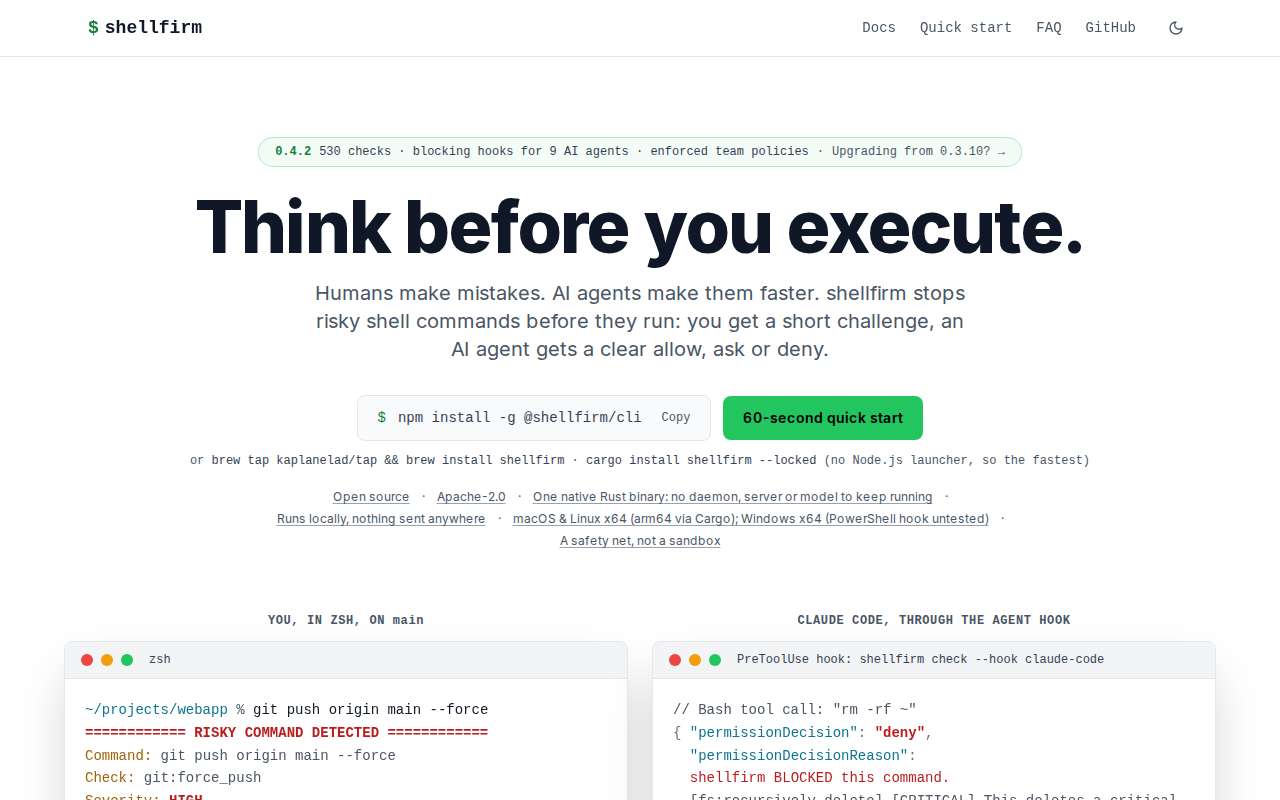 $ shellfirm
Docs Quick start FAQ GitHub
0.4.2 530 checks · blocking hooks for 9 AI agents · enforced team policies · Upgrading from 0.3.10? →
Think before you execute.
Humans make mistakes. AI agents make them faster. shellfirm stops
risky shell commands before they run: you get a short challenge, an
AI agent gets a clear allow, ask or deny.
$ npm install -g @shellfirm/cli Copy
60-second quick start
or brew tap kaplanelad/tap && brew install shellfirm · cargo install shellfirm --locked (no Node.js launcher, so the fastest)
Open source · Apache-2.0 · One native Rust binary: no daemon, server or model to keep running ·
Runs locally, nothing sent anywhere · macOS & Linux x64 (arm64 via Cargo); Windows x64 (PowerShell hook untested) ·
A safety net, not a sandbox
YOU, IN ZSH, ON main
zsh
~/projects/webapp % git push origin main --force
============ RISKY COMMAND DETECTED ============
Command: git push origin main --force
Check: git:force_push
Severity: HIGH
CLAUDE CODE, THROUGH THE AGENT HOOK
PreToolUse hook: shellfirm check --hook claude-code
// Bash tool call: "rm -rf ~"
{ "permissionDecision": "deny",
"permissionDecisionReason":
shellfirm BLOCKED this command.
[fs:recursively_delete] [CRITICAL] This deletes a critical